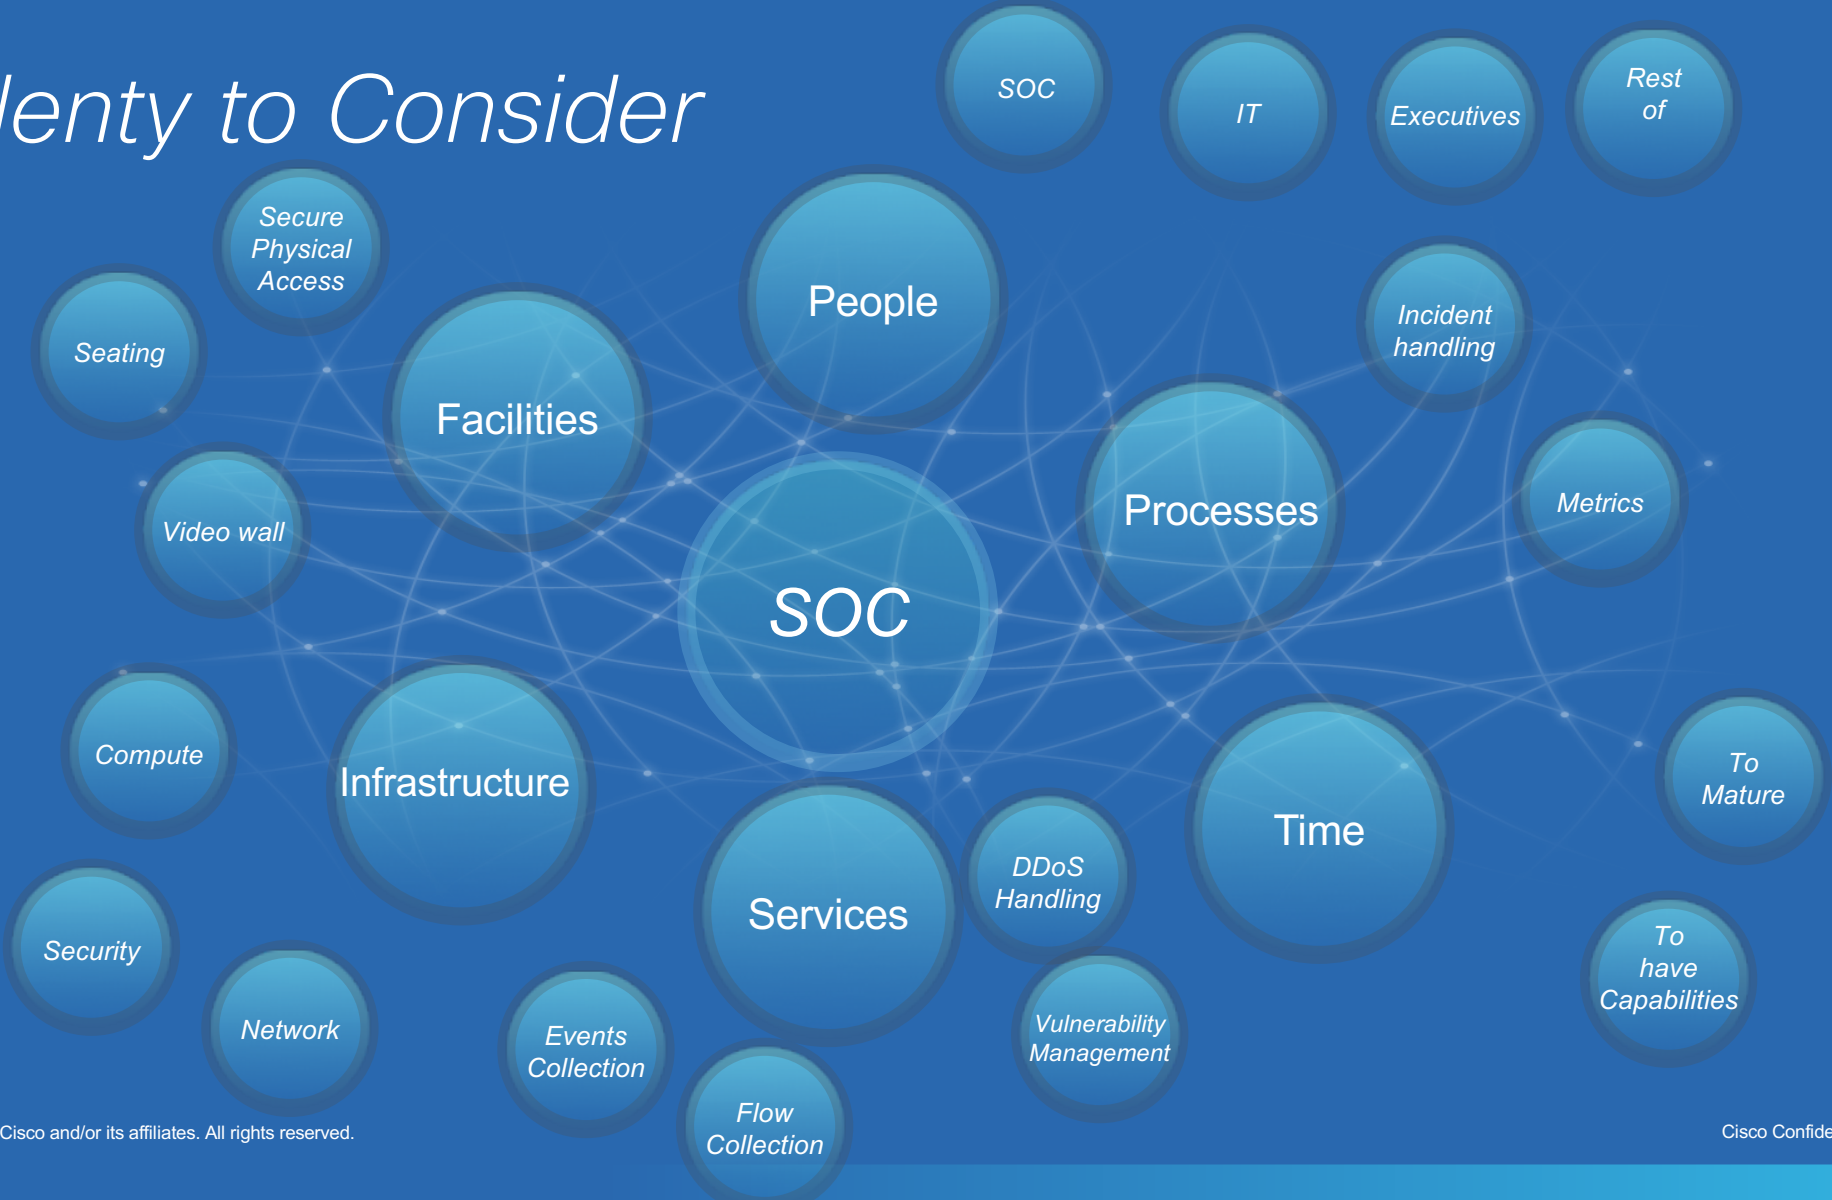 lenty to Consider
SOC
IT
Executives
Rest
of
Secure
Physical
Access
People
Seating
Incident
handling
Facilities
Processes
Metrics
Video wall
SOC
Compute
Infrastructure
To
Mature
Time
DDoS
Handling
Services
Security
To
have
Capabilities
Network
Events
Collection
Vulnerability
Management
Flow
Collection
Cisco and/or its affiliates. All rights reserved.
Cisco Confide